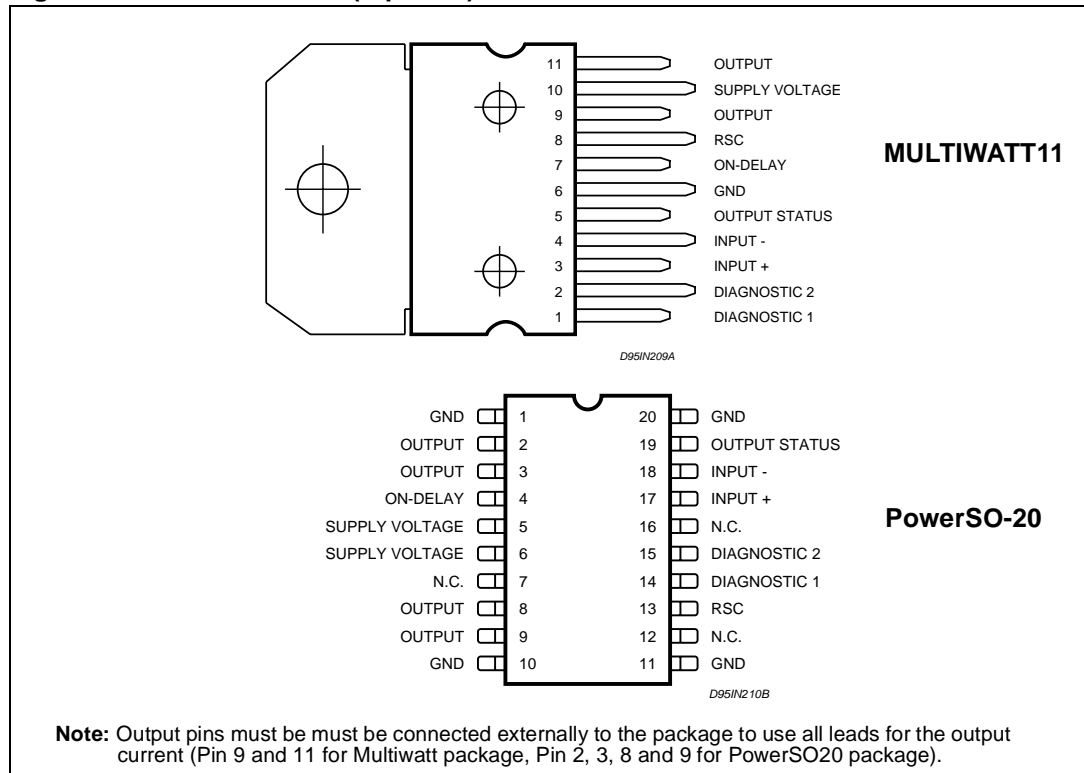 11 OUTPUT
10 SUPPLY VOLTAGE
9 OUTPUT
8 RSC
7 ON-DELAY
6 GND
5 OUTPUT STATUS
4 INPUT -
3 INPUT +
2 DIAGNOSTIC 2
1 DIAGNOSTIC 1
MULTIWATT11
D95IN209A
GND 1 20 GND
OUTPUT 2 19 OUTPUT STATUS
OUTPUT 3 18 INPUT -
ON-DELAY 4 17 INPUT +
SUPPLY VOLTAGE 5 16 N.C.
SUPPLY VOLTAGE 6 15 DIAGNOSTIC 2
N.C. 7 14 DIAGNOSTIC 1
OUTPUT 8 13 RSC
OUTPUT 9 12 N.C.
GND 10 11 GND
PowerSO-20
D95IN210B
Note: Output pins must be must be connected externally to the package to use all leads for the output
current (Pin 9 and 11 for Multiwatt package, Pin 2, 3, 8 and 9 for PowerSO20 package).